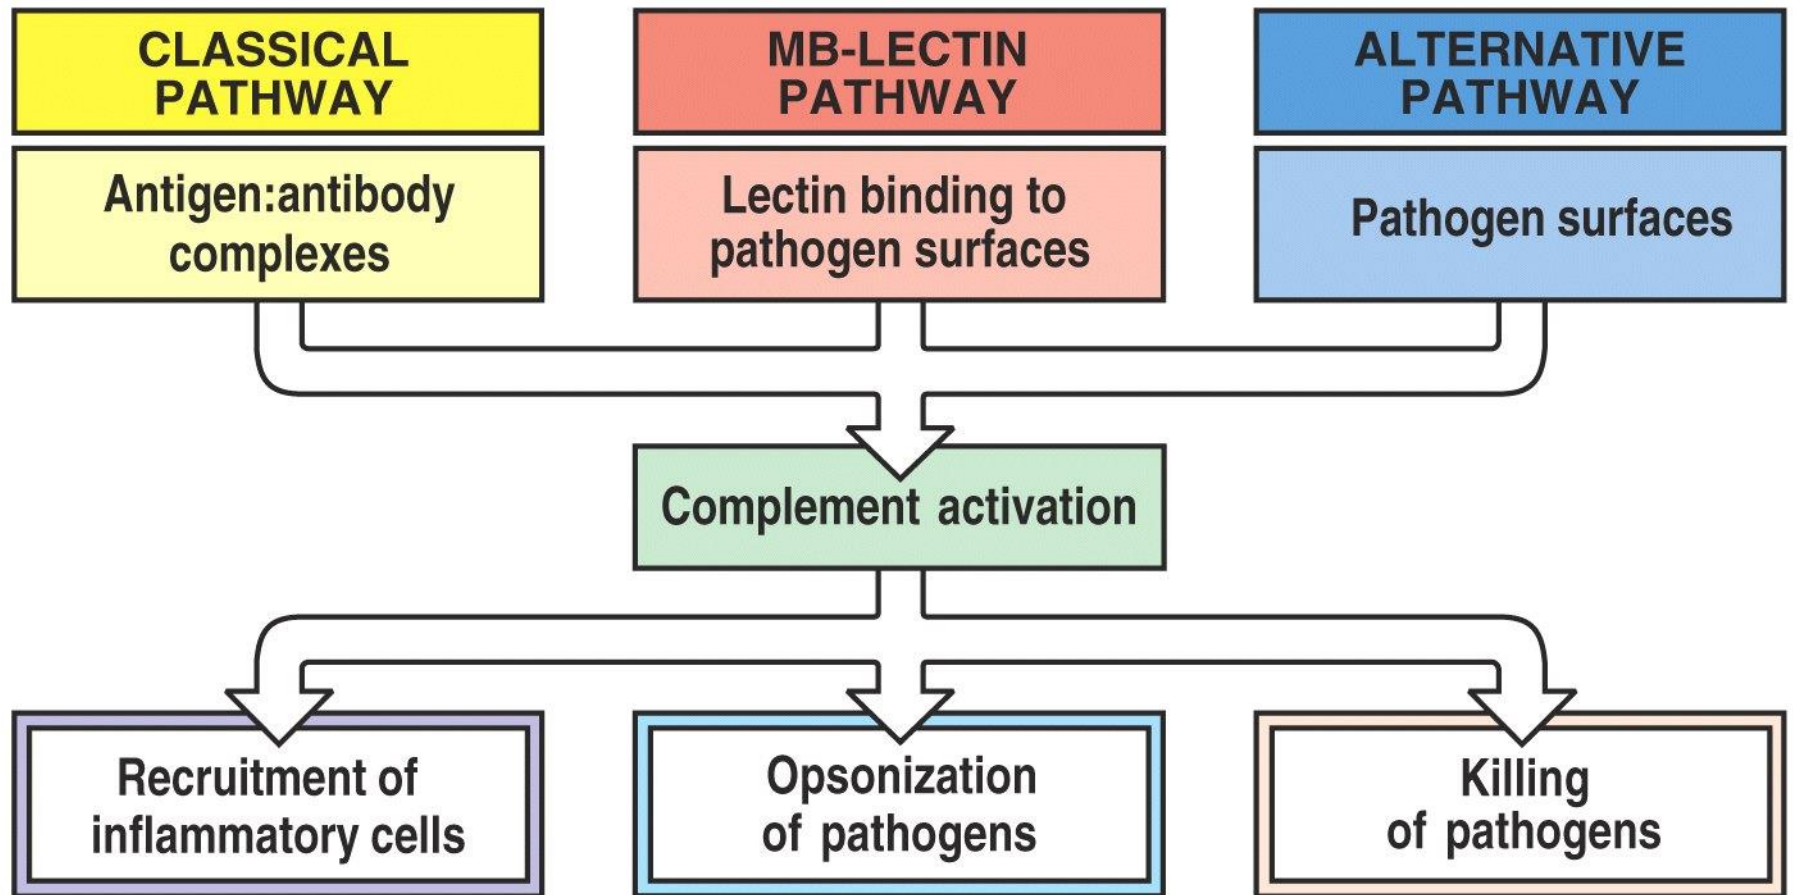 CLASSICAL
PATHWAY
MB-LECTIN
PATHWAY
ALTERNATIVE
PATHWAY
Antigen:antibody
complexes
Lectin binding to
pathogen surfaces
Pathogen surfaces
Complement activation
Recruitment of
inflammatory cells
Opsonization
of pathogens
Killing
of pathogens